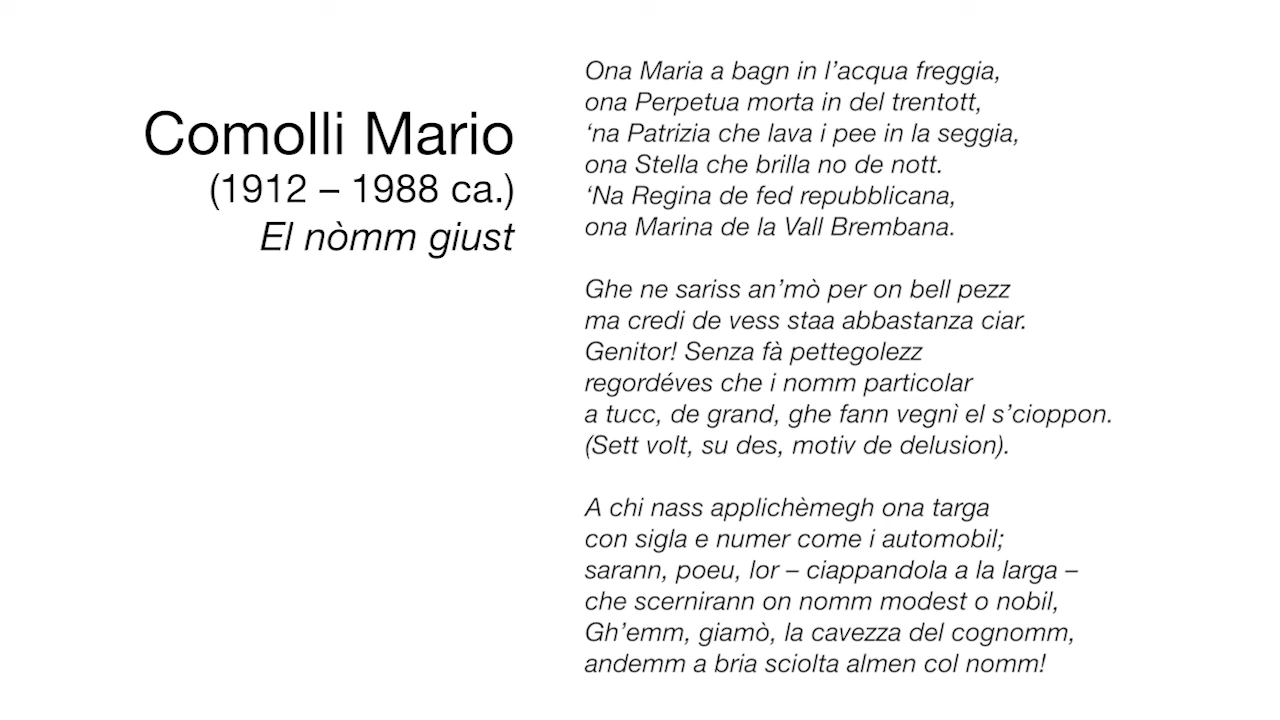 Comolli Mario
(1912 – 1988 ca.)
El nòmm giust
Ona Maria a bagn in l’acqua freggia,
ona Perpetua morta in del trentott,
‘na Patrizia che lava i pee in la seggia,
ona Stella che brilla no de nott.
‘Na Regina de fed repubblicana,
ona Marina de la Vall Brembana.
Ghe ne sariss an’mò per on bell pezz
ma credi de vess staa abbastanza ciar.
Genitor! Senza fà pettegolezz
regordéves che i nomm particolar
a tucc, de grand, ghe fann vegnì el s’cioppon.
(Sett volt, su des, motiv de delusion).
A chi nass applichèmegh ona targa
con sigla e numer come i automobil;
sarann, poeu, lor – ciappandola a la larga –
che scernirann on nomm modest o nobil,
Gh’emm, giamò, la cavezza del cognomm,
andemm a bria sciolta almen col nomm!